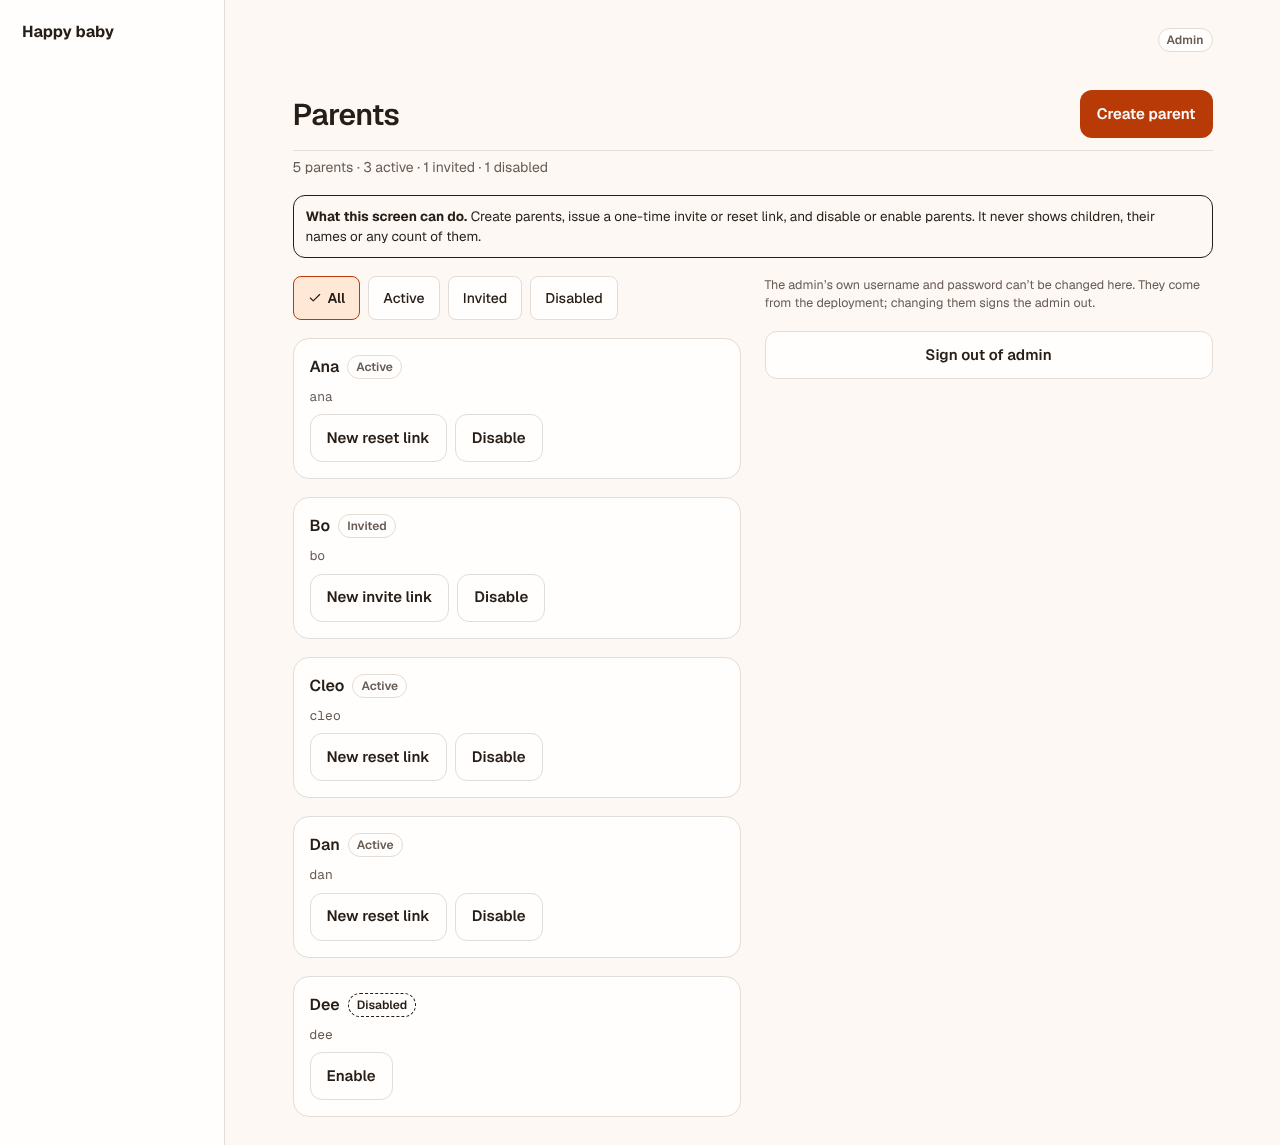 Happy baby
Admin
Parents
Create parent
5 parents · 3 active · 1 invited · 1 disabled
What this screen can do. Create parents, issue a one-time invite or reset link, and disable or enable parents. It never shows children, their
names or any count of them.
All
Active
Invited
Disabled
The admin’s own username and password can’t be changed here. They come
from the deployment; changing them signs the admin out.
Sign out of admin
Ana Active
ana
New reset link Disable
Bo Invited
bo
New invite link Disable
Cleo Active
cleo
New reset link Disable
Dan Active
dan
New reset link Disable
Dee Disabled
dee
Enable